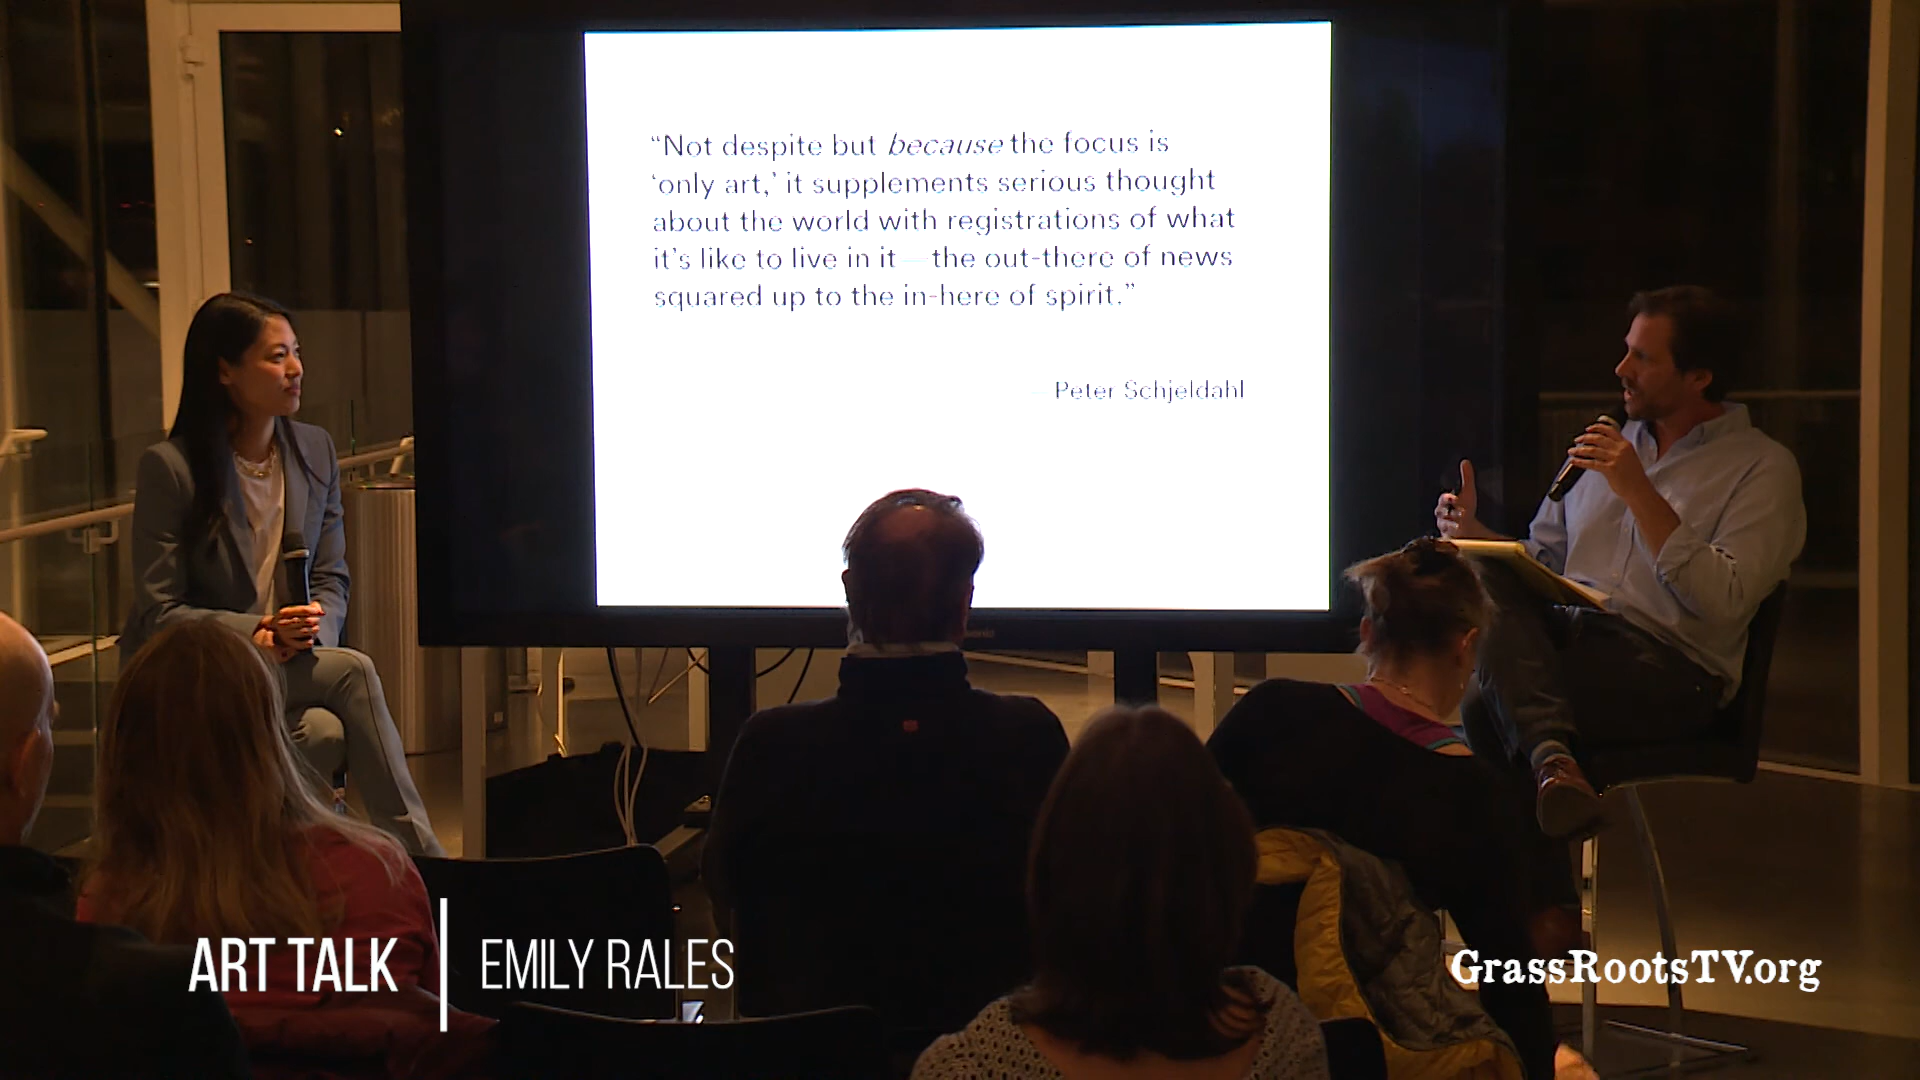 “Not despite but because the focus is
‘only art,’ it supplements serious thought
about the world with registrations of what
it’s like to live in it—the out-there of news
squared up to the in-here of spirit.”
—Peter Schjeldahl
ART TALK | EMILY RALES
GrassRootsTV.org